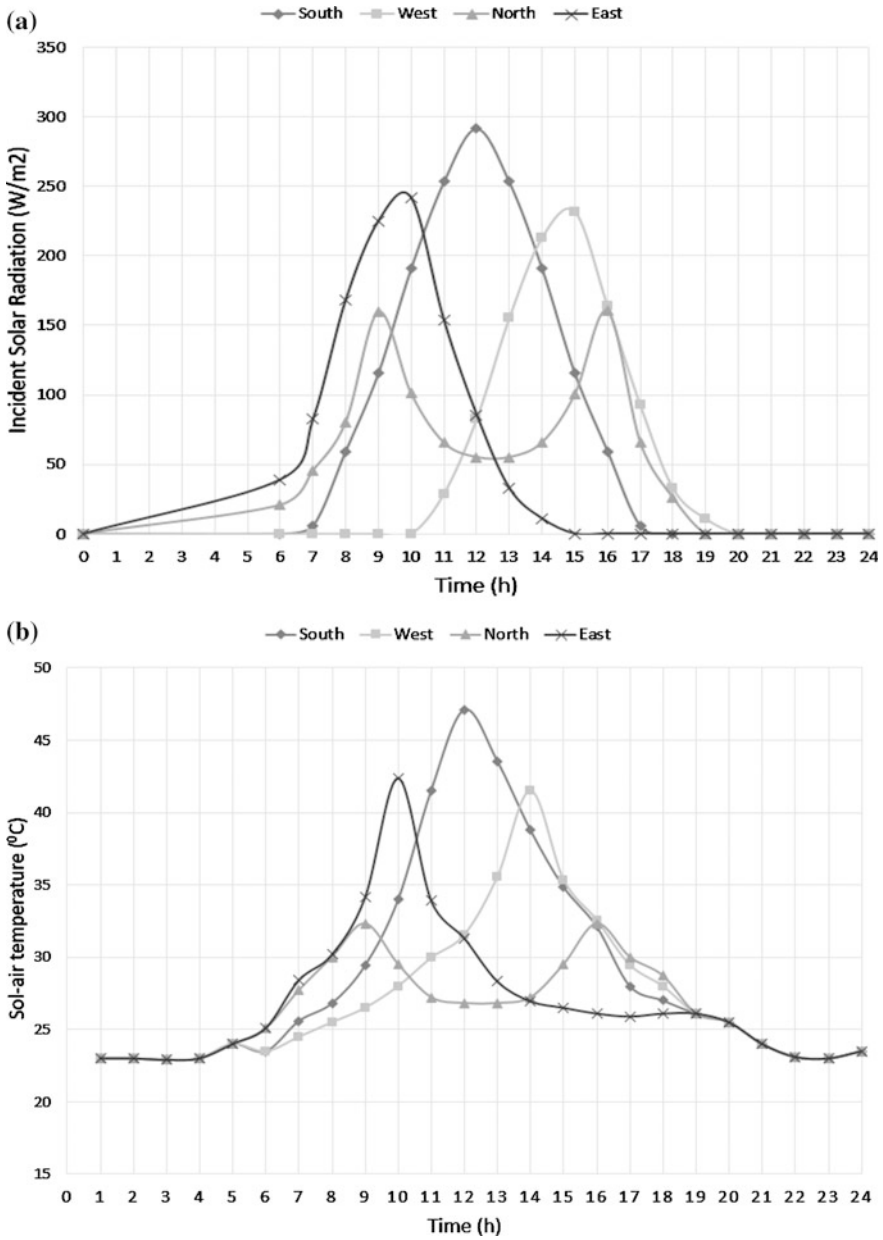 (a)
South West North East
350
300
250
200
150
100
50
0
Incident Solar Radiation (W/m2)
0 1 2 3 4 5 6 7 8 9 10 11 12 13 14 15 16 17 18 19 20 21 22 23 24
Time (h)
(b)
South West North East
50
45
40
35
30
25
20
15
Sol-air temperature (⁰C)
0 1 2 3 4 5 6 7 8 9 10 11 12 13 14 15 16 17 18 19 20 21 22 23 24
Time (h)